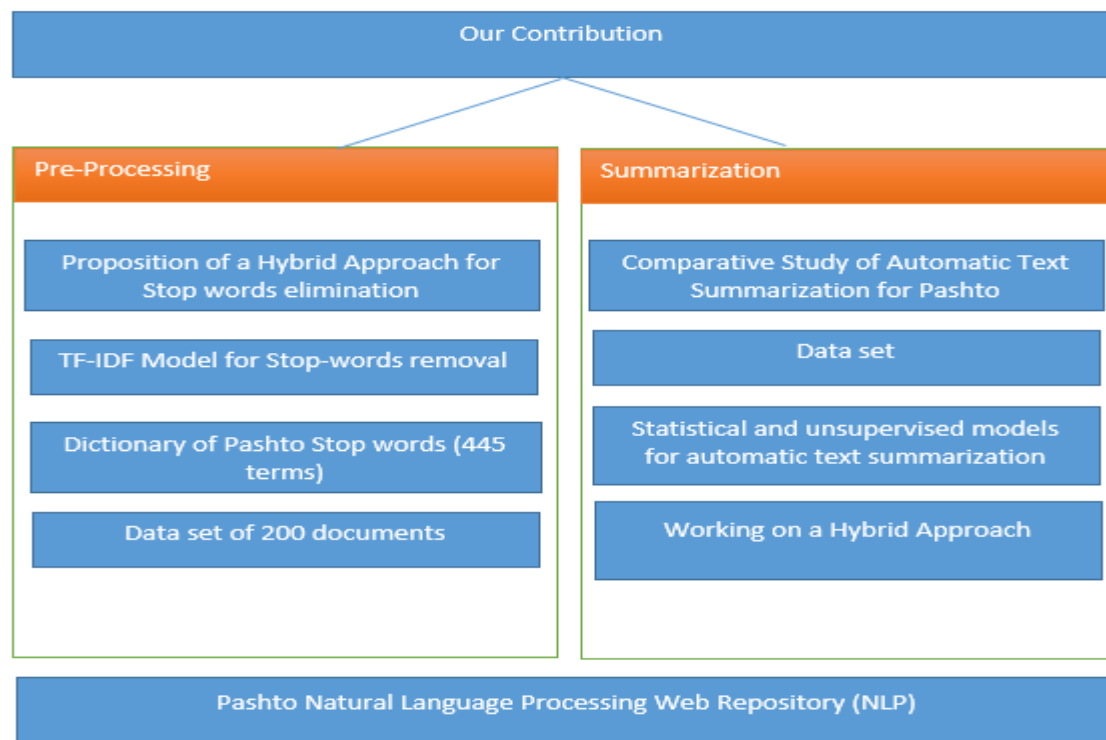 Our Contribution
Pre-Processing
Proposition of a Hybrid Approach for
Stop words elimination
TF-IDF Model for Stop-words removal
Dictionary of Pashto Stop words (445
terms)
Data set of 200 documents
Summarization
Comparative Study of Automatic Text
Summarization for Pashto
Data set
Statistical and unsupervised models
for automatic text summarization
Working on a Hybrid Approach
Pashto Natural Language Processing Web Repository (NLP)